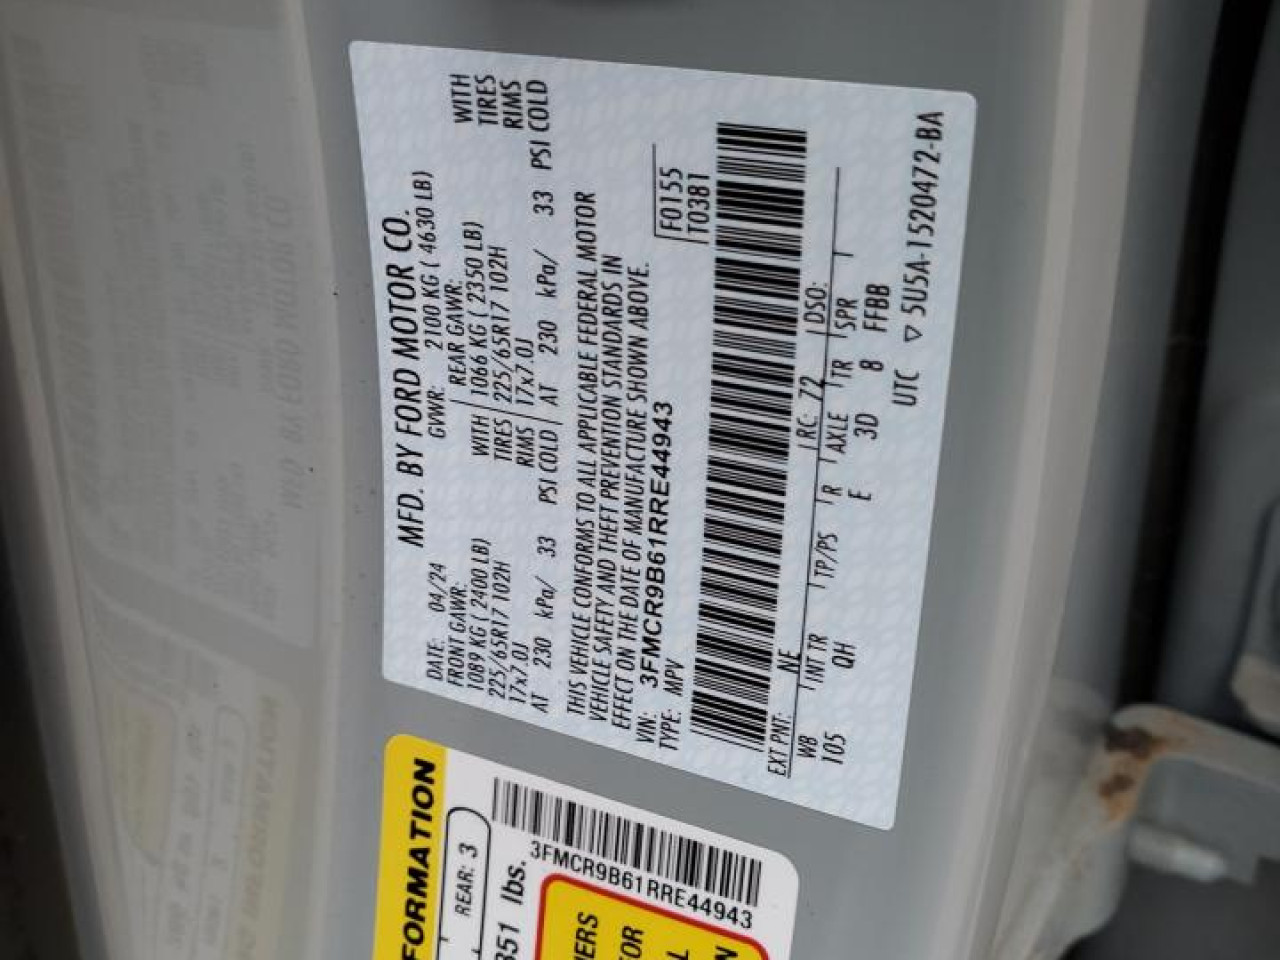 MFD. BY FORD MOTOR CO.
DATE: 04/24 GVWR: 2100 KG ( 4630 LB)
FRONT GAWR: REAR GAWR:
1089 KG ( 2400 LB) WITH 1066 KG ( 2350 LB) WITH
225/65R17 102H TIRES 225/65R17 102H TIRES
17x7.0J RIMS 17x7.0J RIMS
AT 230 kPa/ 33 PSI COLD AT 230 kPa/ 33 PSI COLD
THIS VEHICLE CONFORMS TO ALL APPLICABLE FEDERAL MOTOR
VEHICLE SAFETY AND THEFT PREVENTION STANDARDS IN
EFFECT ON THE DATE OF MANUFACTURE SHOWN ABOVE.
VIN: 3FMCR9B61RRE44943 F0155
TYPE: MPV T0381
EXT PNT: NE RC: 72 DSO:
WB INT TR TP/PS R AXLE TR SPR
105 QH E 3D 8 FFBB
UTC ▽ 5U5A-1520472-BA
FORMATION
REAR: 3
351 lbs.
3FMCR9B61RRE44943